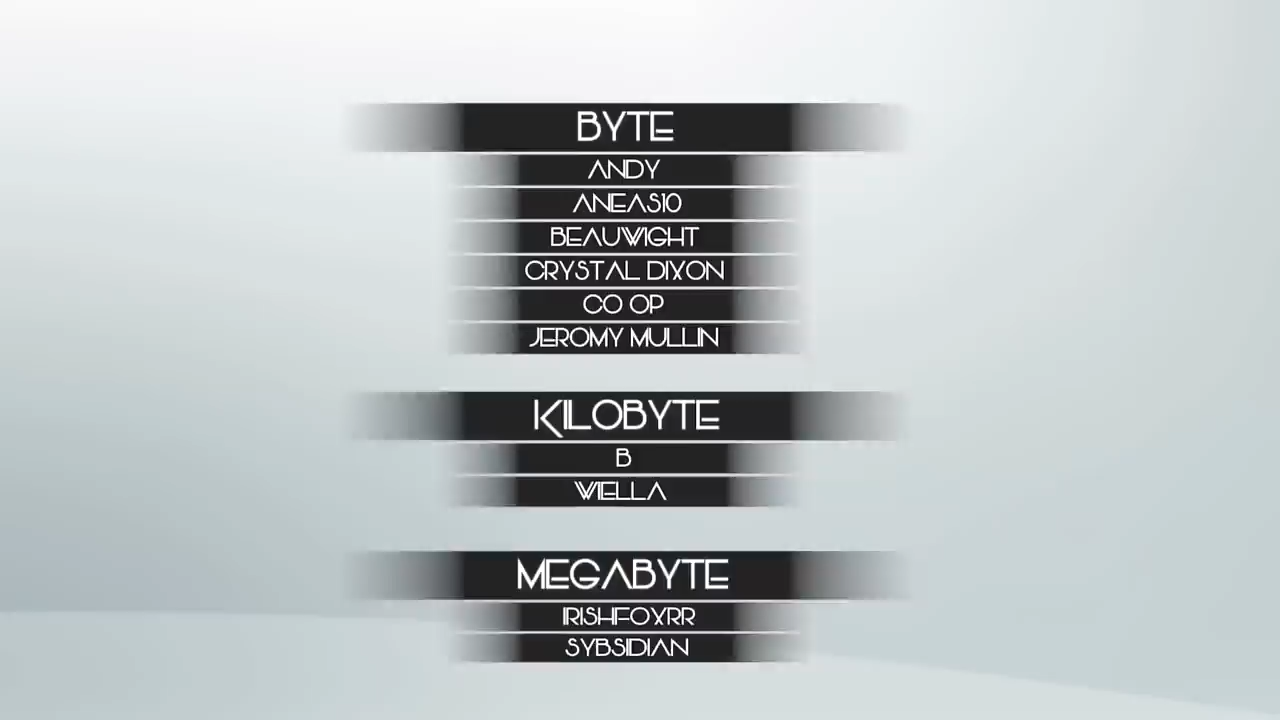 BYTE
ANDY
ANEAS10
BEAUWIGHT
CRYSTAL DIXON
CO OP
JEROMY MULLIN
KILOBYTE
B
WIELLA
MEGABYTE
IRISHFOXRR
SYBSIDIAN